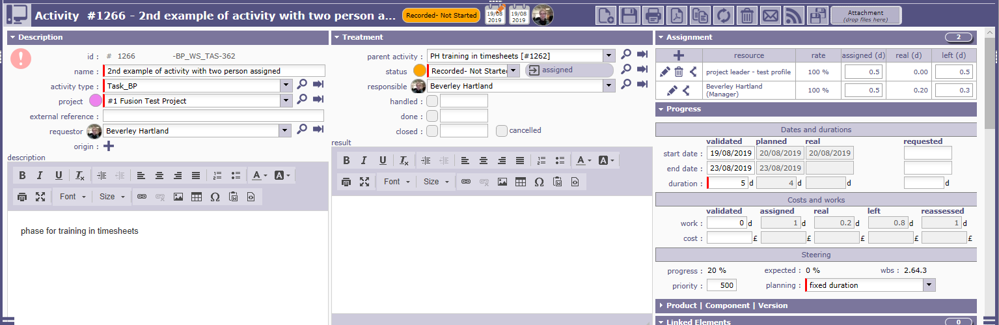 Activity #1266 - 2nd example of activity with two person a...
Recorded- Not Started
19/08
2019
19/08
2019
Attachment
(drop files here)
Description
id : # 1266 -BP_WS_TAS-362
name : 2nd example of activity with two person assigned
activity type : Task_BP
project #1 Fusion Test Project
external reference :
requestor Beverley Hartland
origin :
description
B I U Tx A A
Font Size Ω
phase for training in timesheets
Treatment
parent activity : PH training in timesheets [#1262]
status Recorded- Not Starte assigned
responsible Beverley Hartland
handled :
done :
closed : cancelled
result
B I U Tx A A
Font Size Ω
Assignment 2
resource rate assigned (d) real (d) left (d)
project leader - test profile 100 % 0.5 0.00 0.5
Beverley Hartland
(Manager) 100 % 0.5 0.20 0.3
Progress
Dates and durations
validated planned real requested
start date : 19/08/2019 20/08/2019 20/08/2019
end date : 23/08/2019 23/08/2019
duration : 5 d 4 d d d
Costs and works
validated assigned real left reassessed
work : 0 d 1 d 0.2 d 0.8 d 1 d
cost : £ £ £ £ £
Steering
progress : 20 % expected : 0 % wbs : 2.64.3
priority : 500 planning : fixed duration
Product | Component | Version
Linked Elements 0